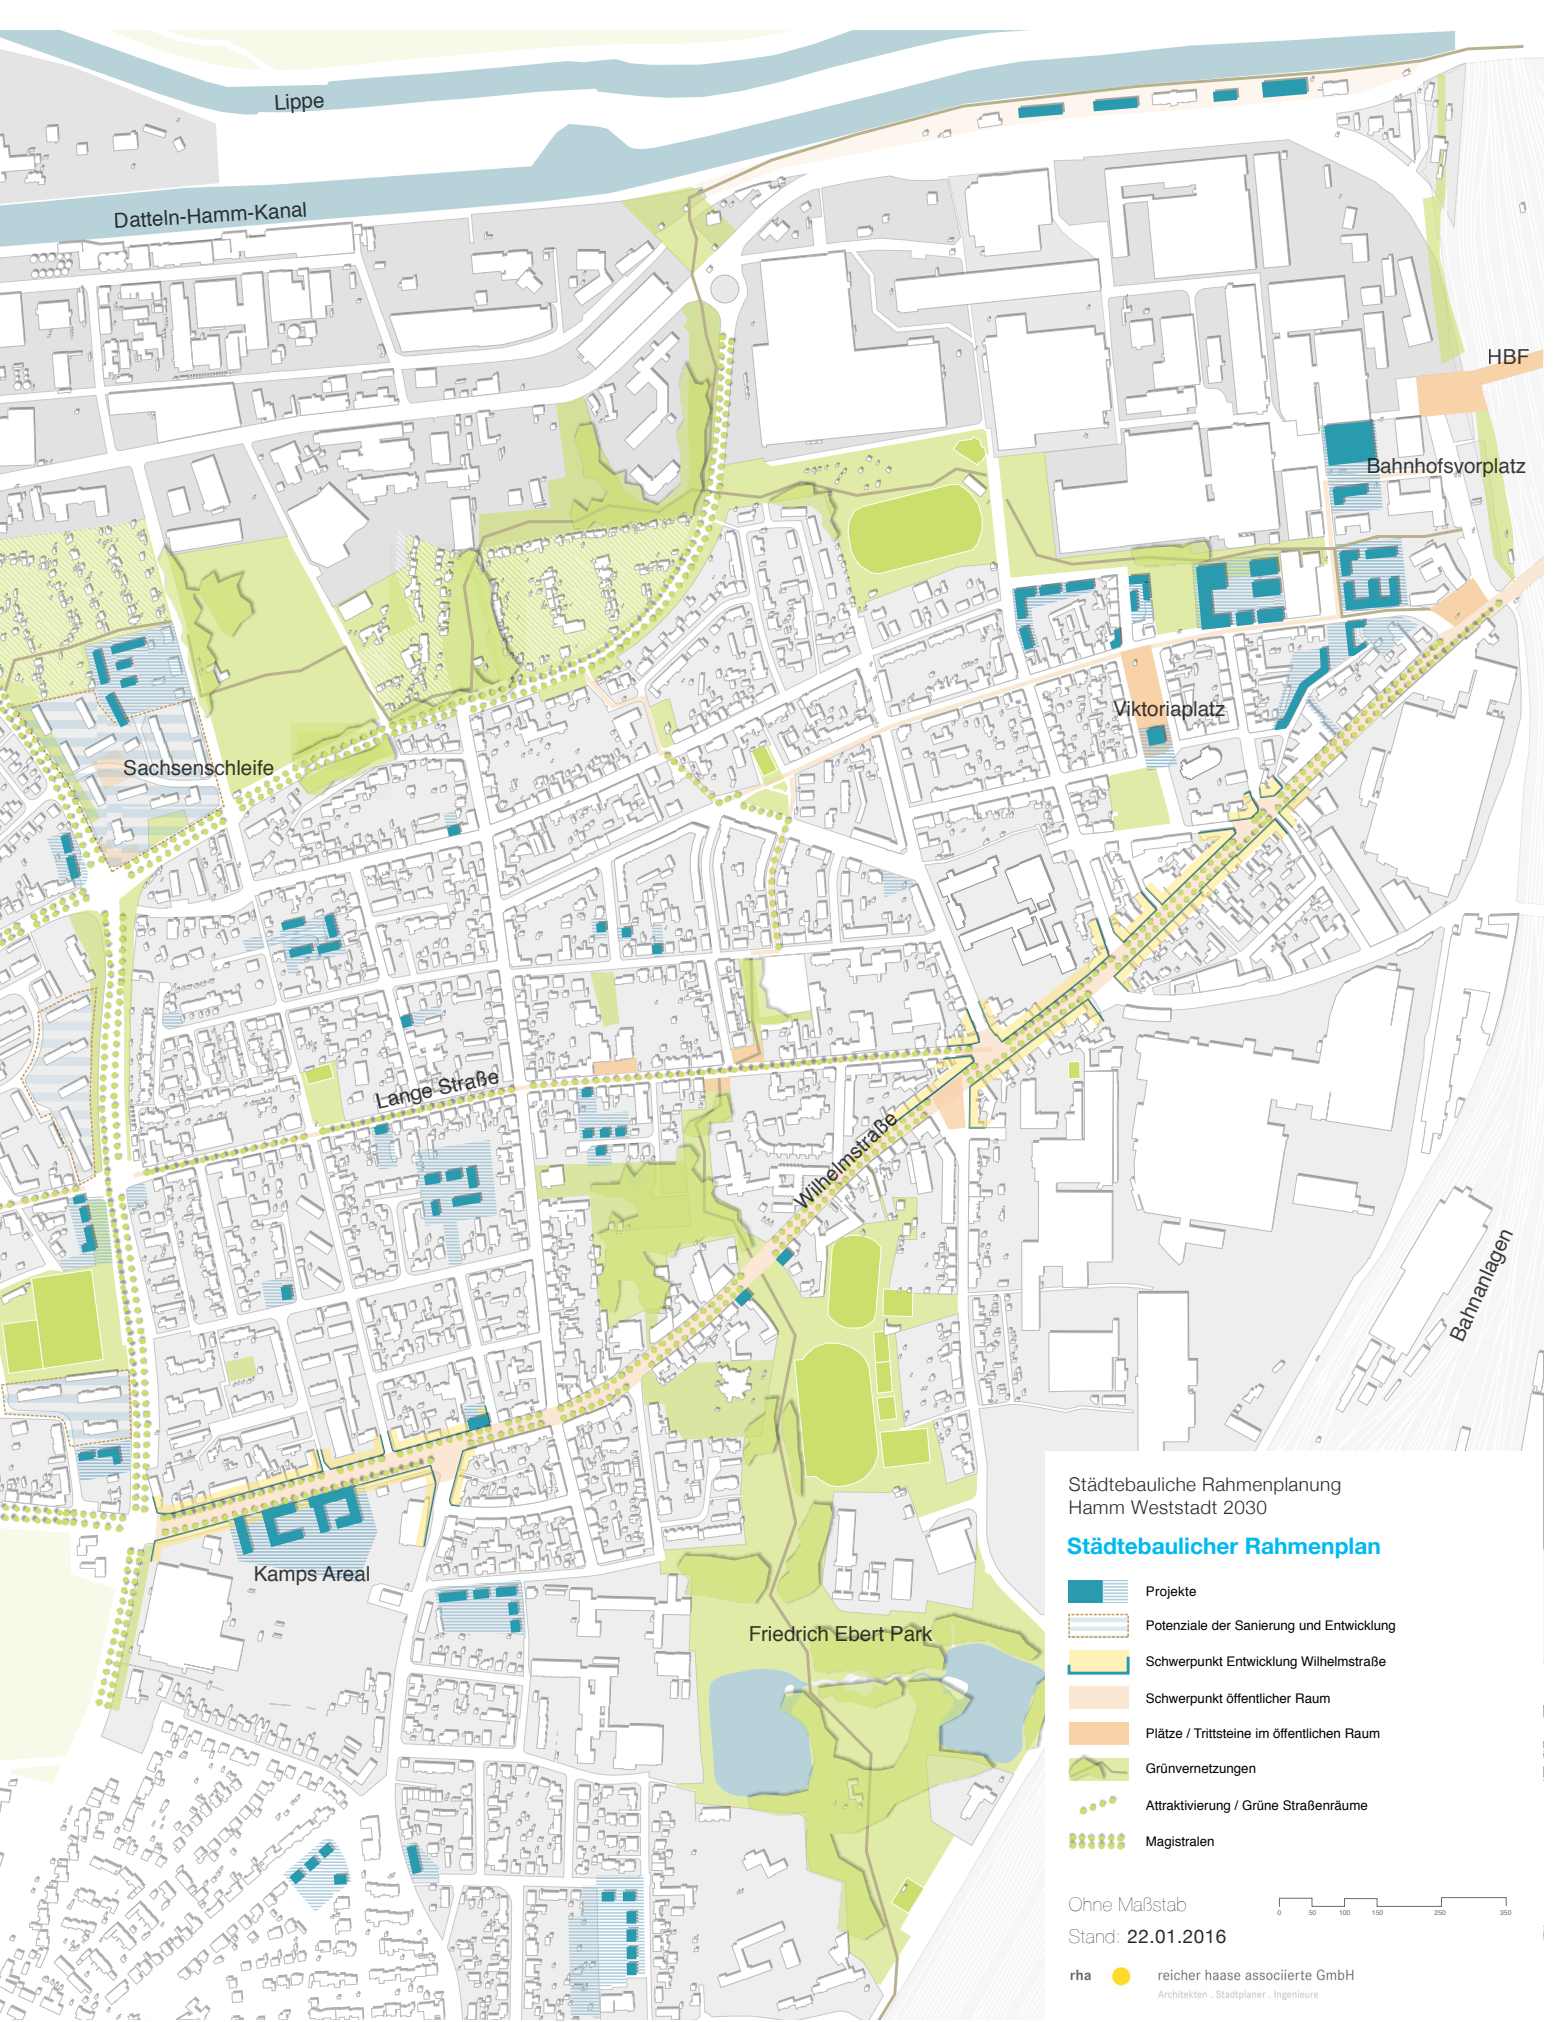 Lippe
Datteln-Hamm-Kanal
HBF
Bahnhofsvorplatz
Viktoriaplatz
Sachsenschleife
Lange Straße
Wilhelmstraße
Bahnanlagen
Kamps Areal
Friedrich Ebert Park
Städtebauliche Rahmenplanung
Hamm Weststadt 2030
Städtebaulicher Rahmenplan
Projekte
Potenziale der Sanierung und Entwicklung
Schwerpunkt Entwicklung Wilhelmstraße
Schwerpunkt öffentlicher Raum
Plätze / Trittsteine im öffentlichen Raum
Grünvernetzungen
Attraktivierung / Grüne Straßenräume
Magistralen
Ohne Maßstab
0 50 100 150 250 350
Stand: 22.01.2016
rha reicher haase associierte GmbH
Architekten . Stadtplaner . Ingenieure